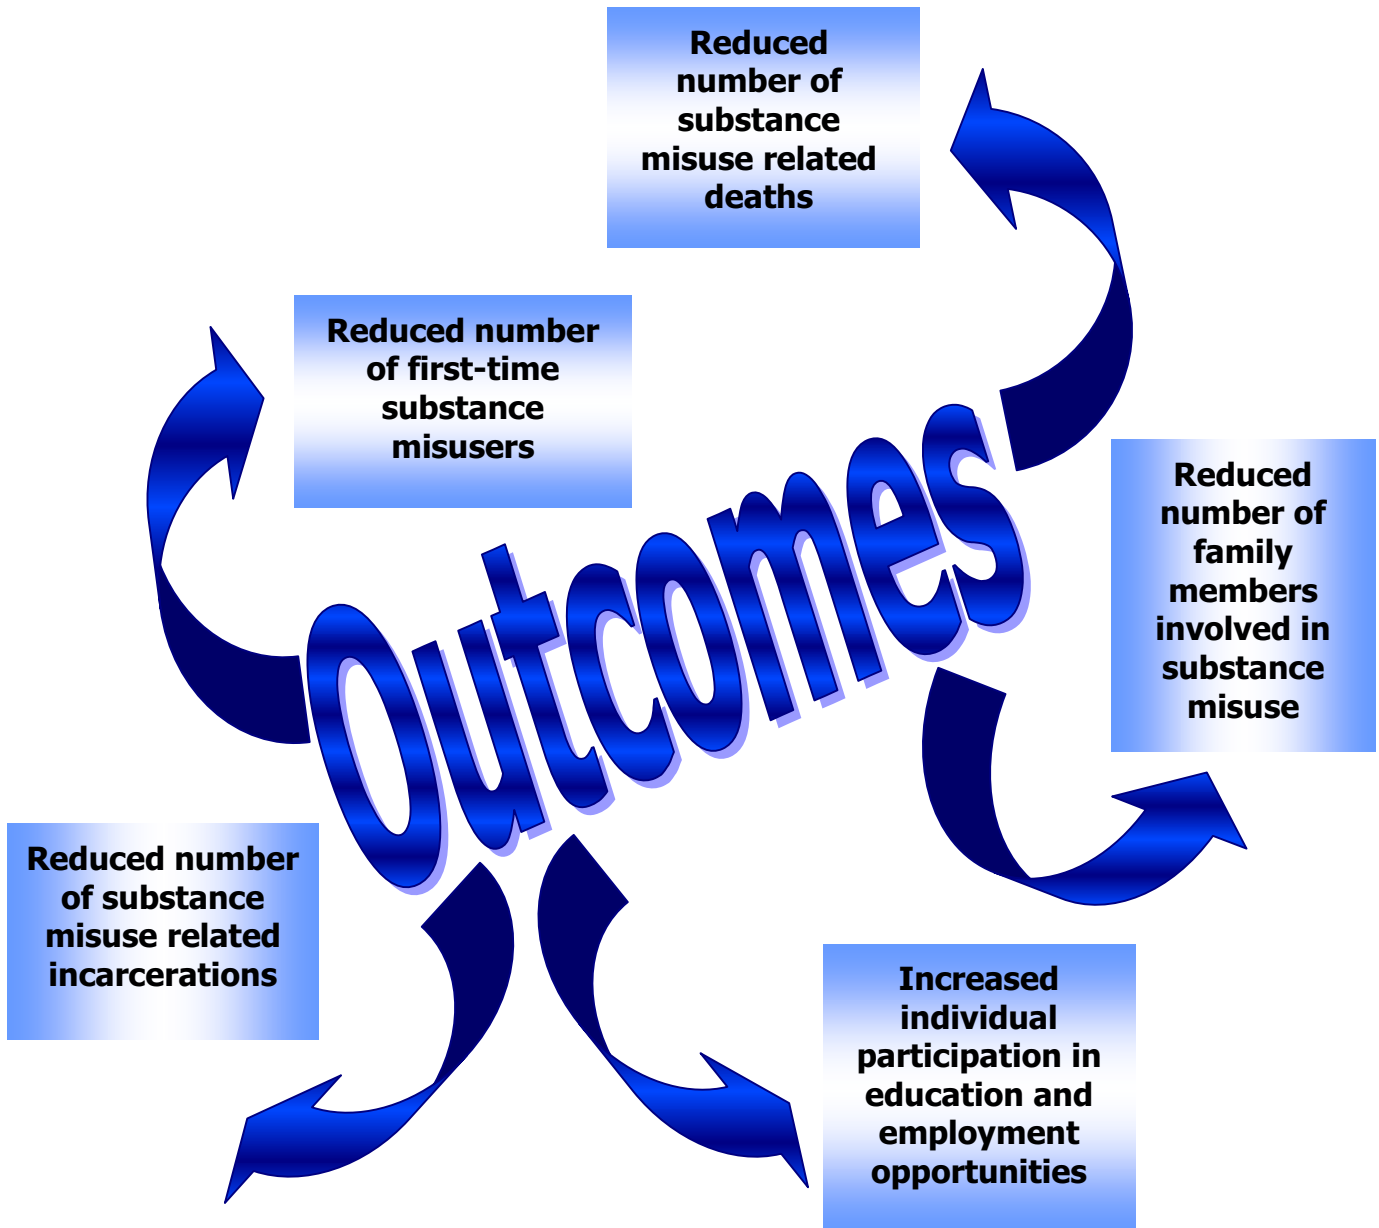 Reduced
number of
substance
misuse related
deaths
Reduced number
of first-time
substance
misusers
Outcomes
Reduced
number of
family
members
involved in
substance
misuse
Reduced number
of substance
misuse related
incarcerations
Increased
individual
participation in
education and
employment
opportunities